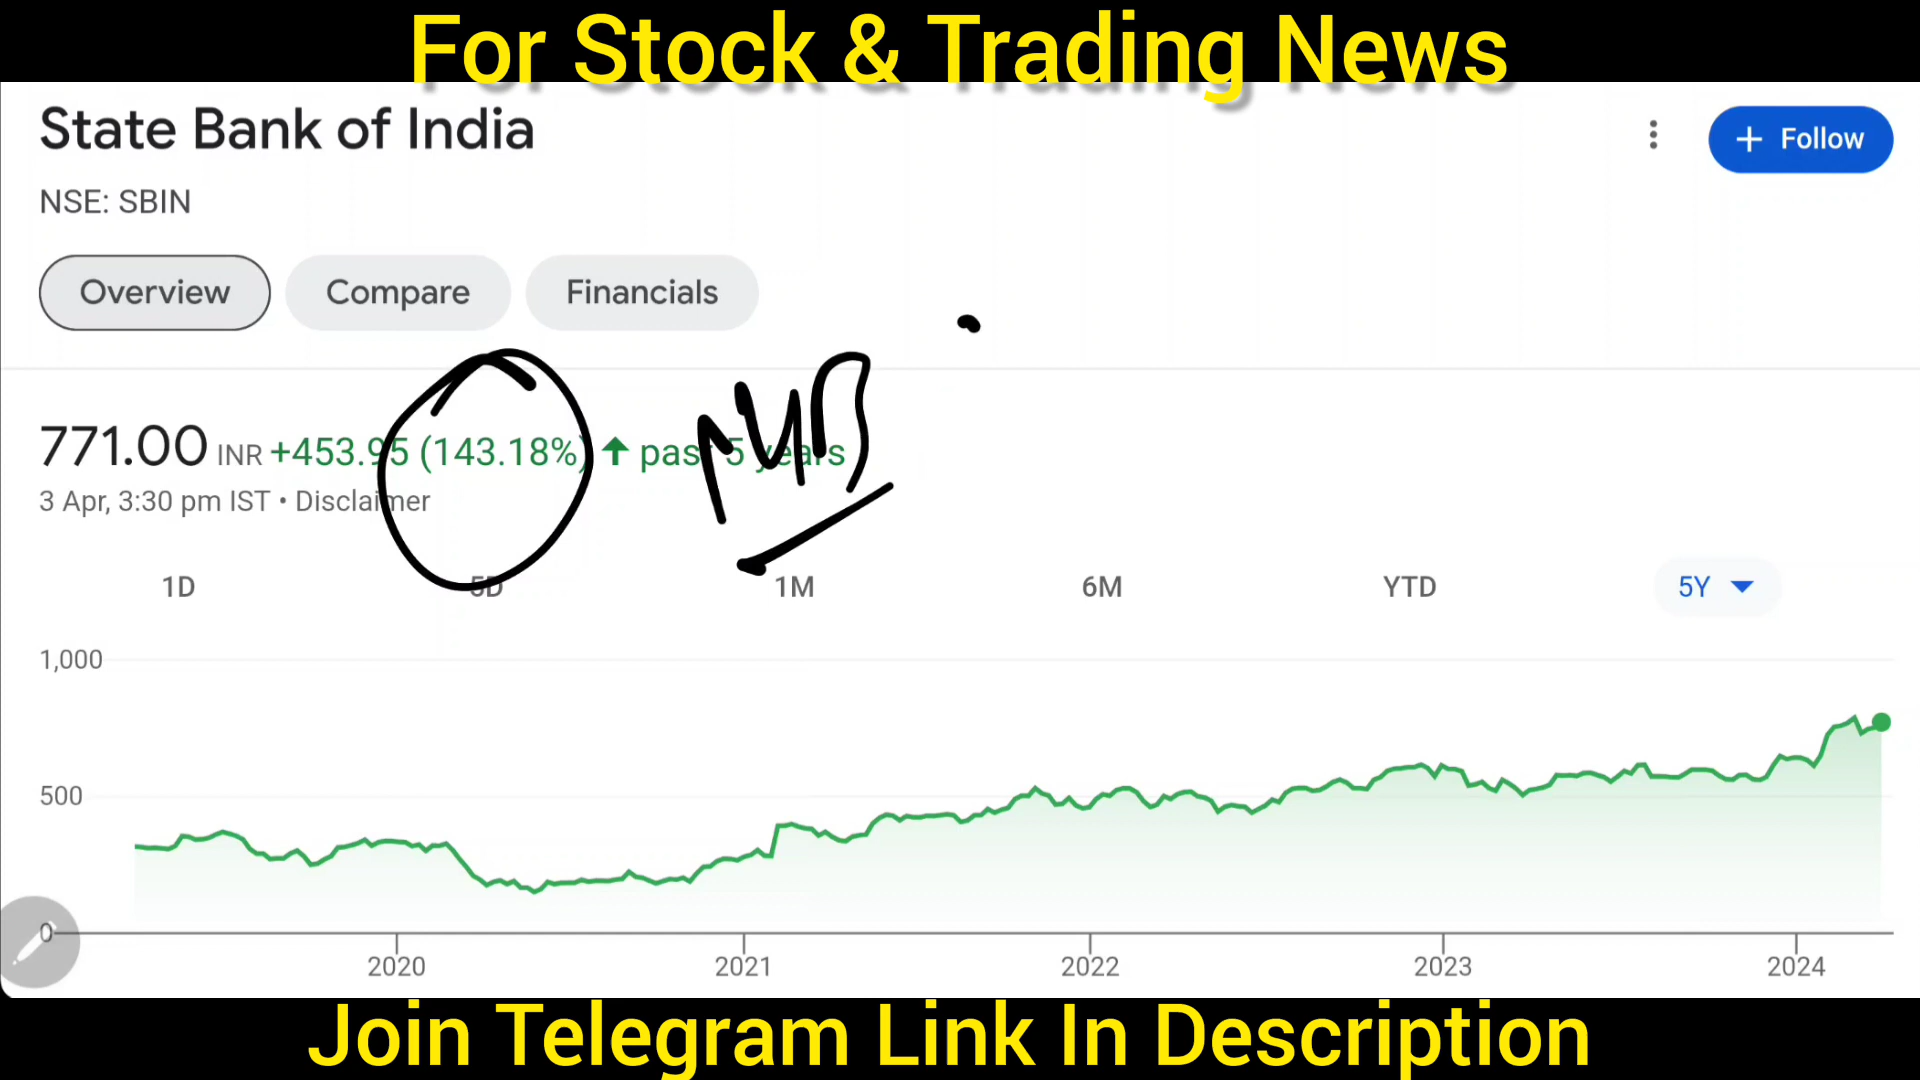 For Stock & Trading News
State Bank of India
+ Follow
NSE: SBIN
Overview Compare Financials
771.00 INR +453.95 (143.18%) ↑ past 5 years
3 Apr, 3:30 pm IST • Disclaimer
1D 5D 1M 6M YTD 5Y
1,000
500
0
2020 2021 2022 2023 2024
Join Telegram Link In Description